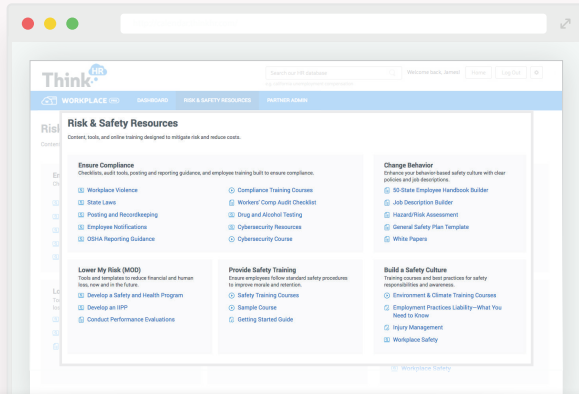 Think HR
Search our HR database
Welcome back, James!
Home
Log Out
WORKPLACE PRO
DASHBOARD
RISK & SAFETY RESOURCES
PARTNER ADMIN
Risk & Safety Resources
Content, tools, and online training designed to mitigate risk and reduce costs.
Ensure Compliance
Checklists, audit tools, posting and reporting guidance, and employee training built to ensure compliance.
Workplace Violence
State Laws
Posting and Recordkeeping
Employee Notifications
OSHA Reporting Guidance
Compliance Training Courses
Workers' Comp Audit Checklist
Drug and Alcohol Testing
Cybersecurity Resources
Cybersecurity Course
Change Behavior
Enhance your behavior-based safety culture with clear
policies and job descriptions.
50-State Employee Handbook Builder
Job Description Builder
Hazard/Risk Assessment
General Safety Plan Template
White Papers
Lower My Risk (MOD)
Tools and templates to reduce financial and human
loss, now and in the future.
Develop a Safety and Health Program
Develop an IIPP
Conduct Performance Evaluations
Provide Safety Training
Ensure employees follow standard safety procedures
to improve morale and retention.
Safety Training Courses
Sample Course
Getting Started Guide
Build a Safety Culture
Training courses and best practices for safety
responsibilities and awareness.
Environment & Climate Training Courses
Employment Practices Liability—What You
Need to Know
Injury Management
Workplace Safety
Workplace Safety